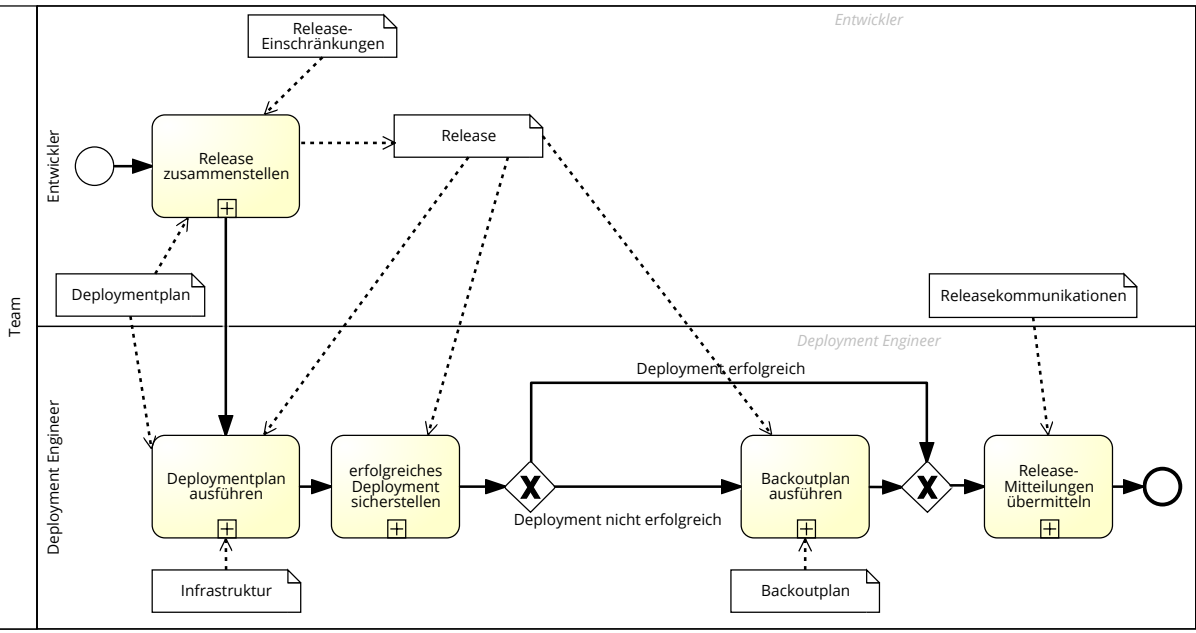 Entwickler
Release-
Einschränkungen
Release
Release
zusammenstellen
Entwickler
Deploymentplan
Releasekommunikationen
Team
Deployment Engineer
Deployment erfolgreich
Deployment Engineer
Deploymentplan
ausführen
erfolgreiches
Deployment
sicherstellen
Deployment nicht erfolgreich
Backoutplan
ausführen
Release-
Mitteilungen
übermitteln
Infrastruktur
Backoutplan